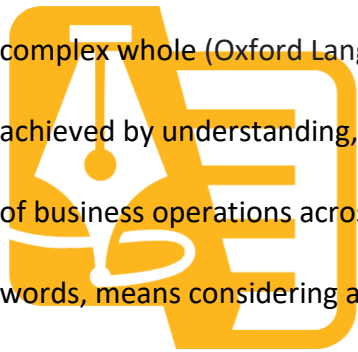 complex whole (Oxford Lang
achieved by understanding,
of business operations acros
words, means considering a